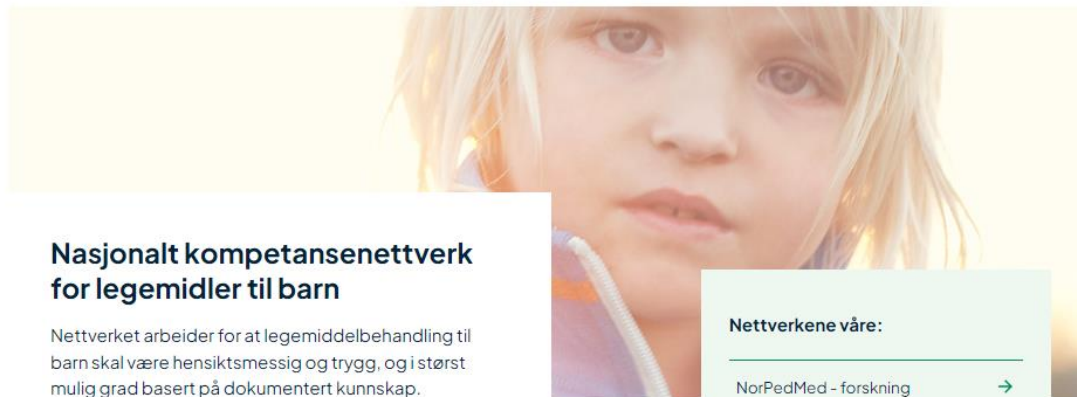 Nasjonalt kompetansenettverk
for legemidler til barn
Nettverket arbeider for at legemiddelbehandling til
barn skal være hensiktsmessig og trygg, og i størst
mulig grad basert på dokumentert kunnskap.
Nettverkene våre:
NorPedMed - forskning